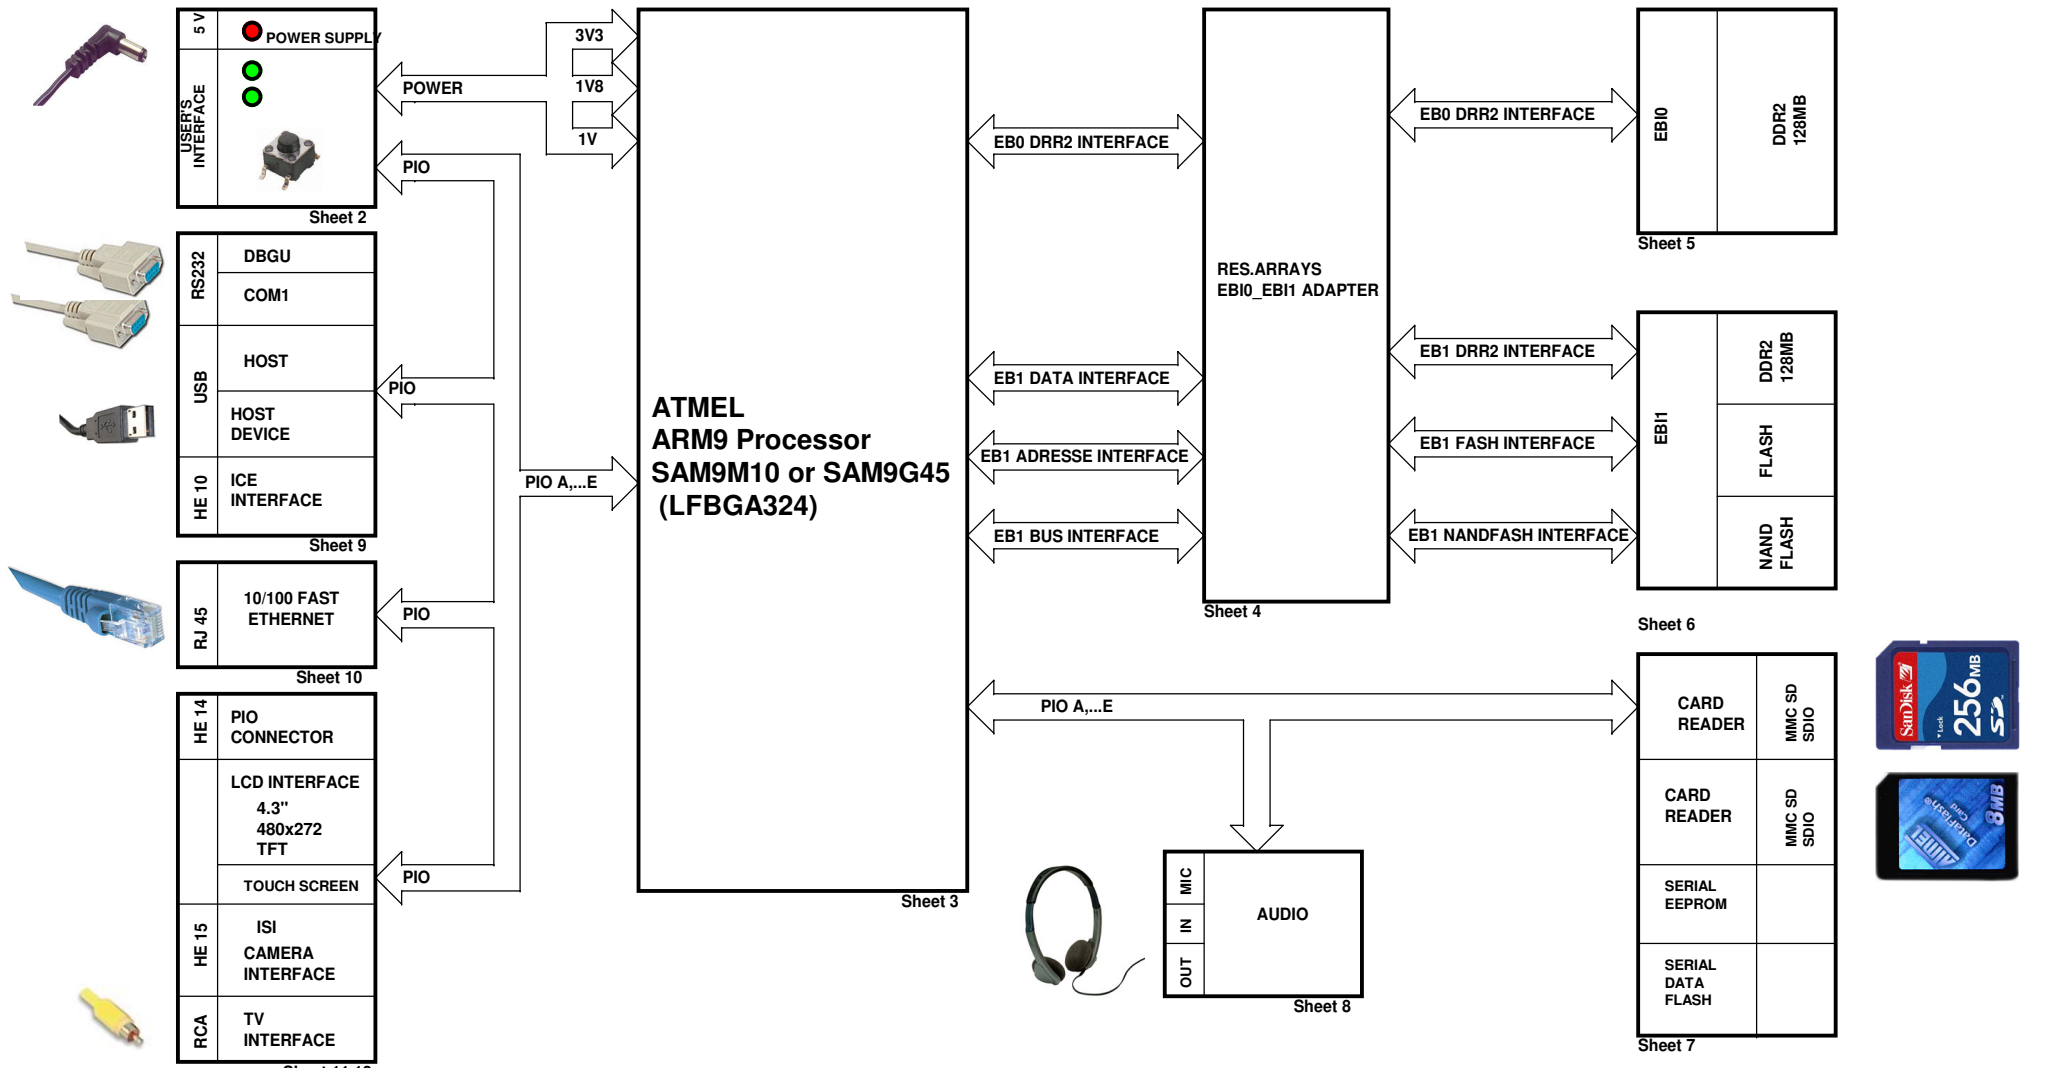 5 V
POWER SUPPLY
USER'S
INTERFACE
Sheet 2
RS232
DBGU
COM1
USB
HOST
HOST
DEVICE
HE 10
ICE
INTERFACE
Sheet 9
RJ 45
10/100 FAST
ETHERNET
Sheet 10
HE 14
PIO
CONNECTOR
LCD INTERFACE
4.3"
480x272
TFT
TOUCH SCREEN
HE 15
ISI
CAMERA
INTERFACE
RCA
TV
INTERFACE
POWER
3V3
1V8
1V
PIO
PIO
PIO
PIO
PIO A,...E
ATMEL
ARM9 Processor
SAM9M10 or SAM9G45
(LFBGA324)
Sheet 3
EB0 DRR2 INTERFACE
EB1 DATA INTERFACE
EB1 ADRESSE INTERFACE
EB1 BUS INTERFACE
PIO A,...E
RES.ARRAYS
EBI0_EBI1 ADAPTER
Sheet 4
EB0 DRR2 INTERFACE
EB1 DRR2 INTERFACE
EB1 FASH INTERFACE
EB1 NANDFASH INTERFACE
EBI0
DDR2
128MB
Sheet 5
EBI1
DDR2
128MB
FLASH
NAND
FLASH
Sheet 6
CARD
READER
MMC SD
SDIO
CARD
READER
MMC SD
SDIO
SERIAL
EEPROM
SERIAL
DATA
FLASH
Sheet 7
MIC
IN
OUT
AUDIO
Sheet 8
SanDisk
Lock
256MB
SD
ATMEL
DataFlash®
Card
8MB